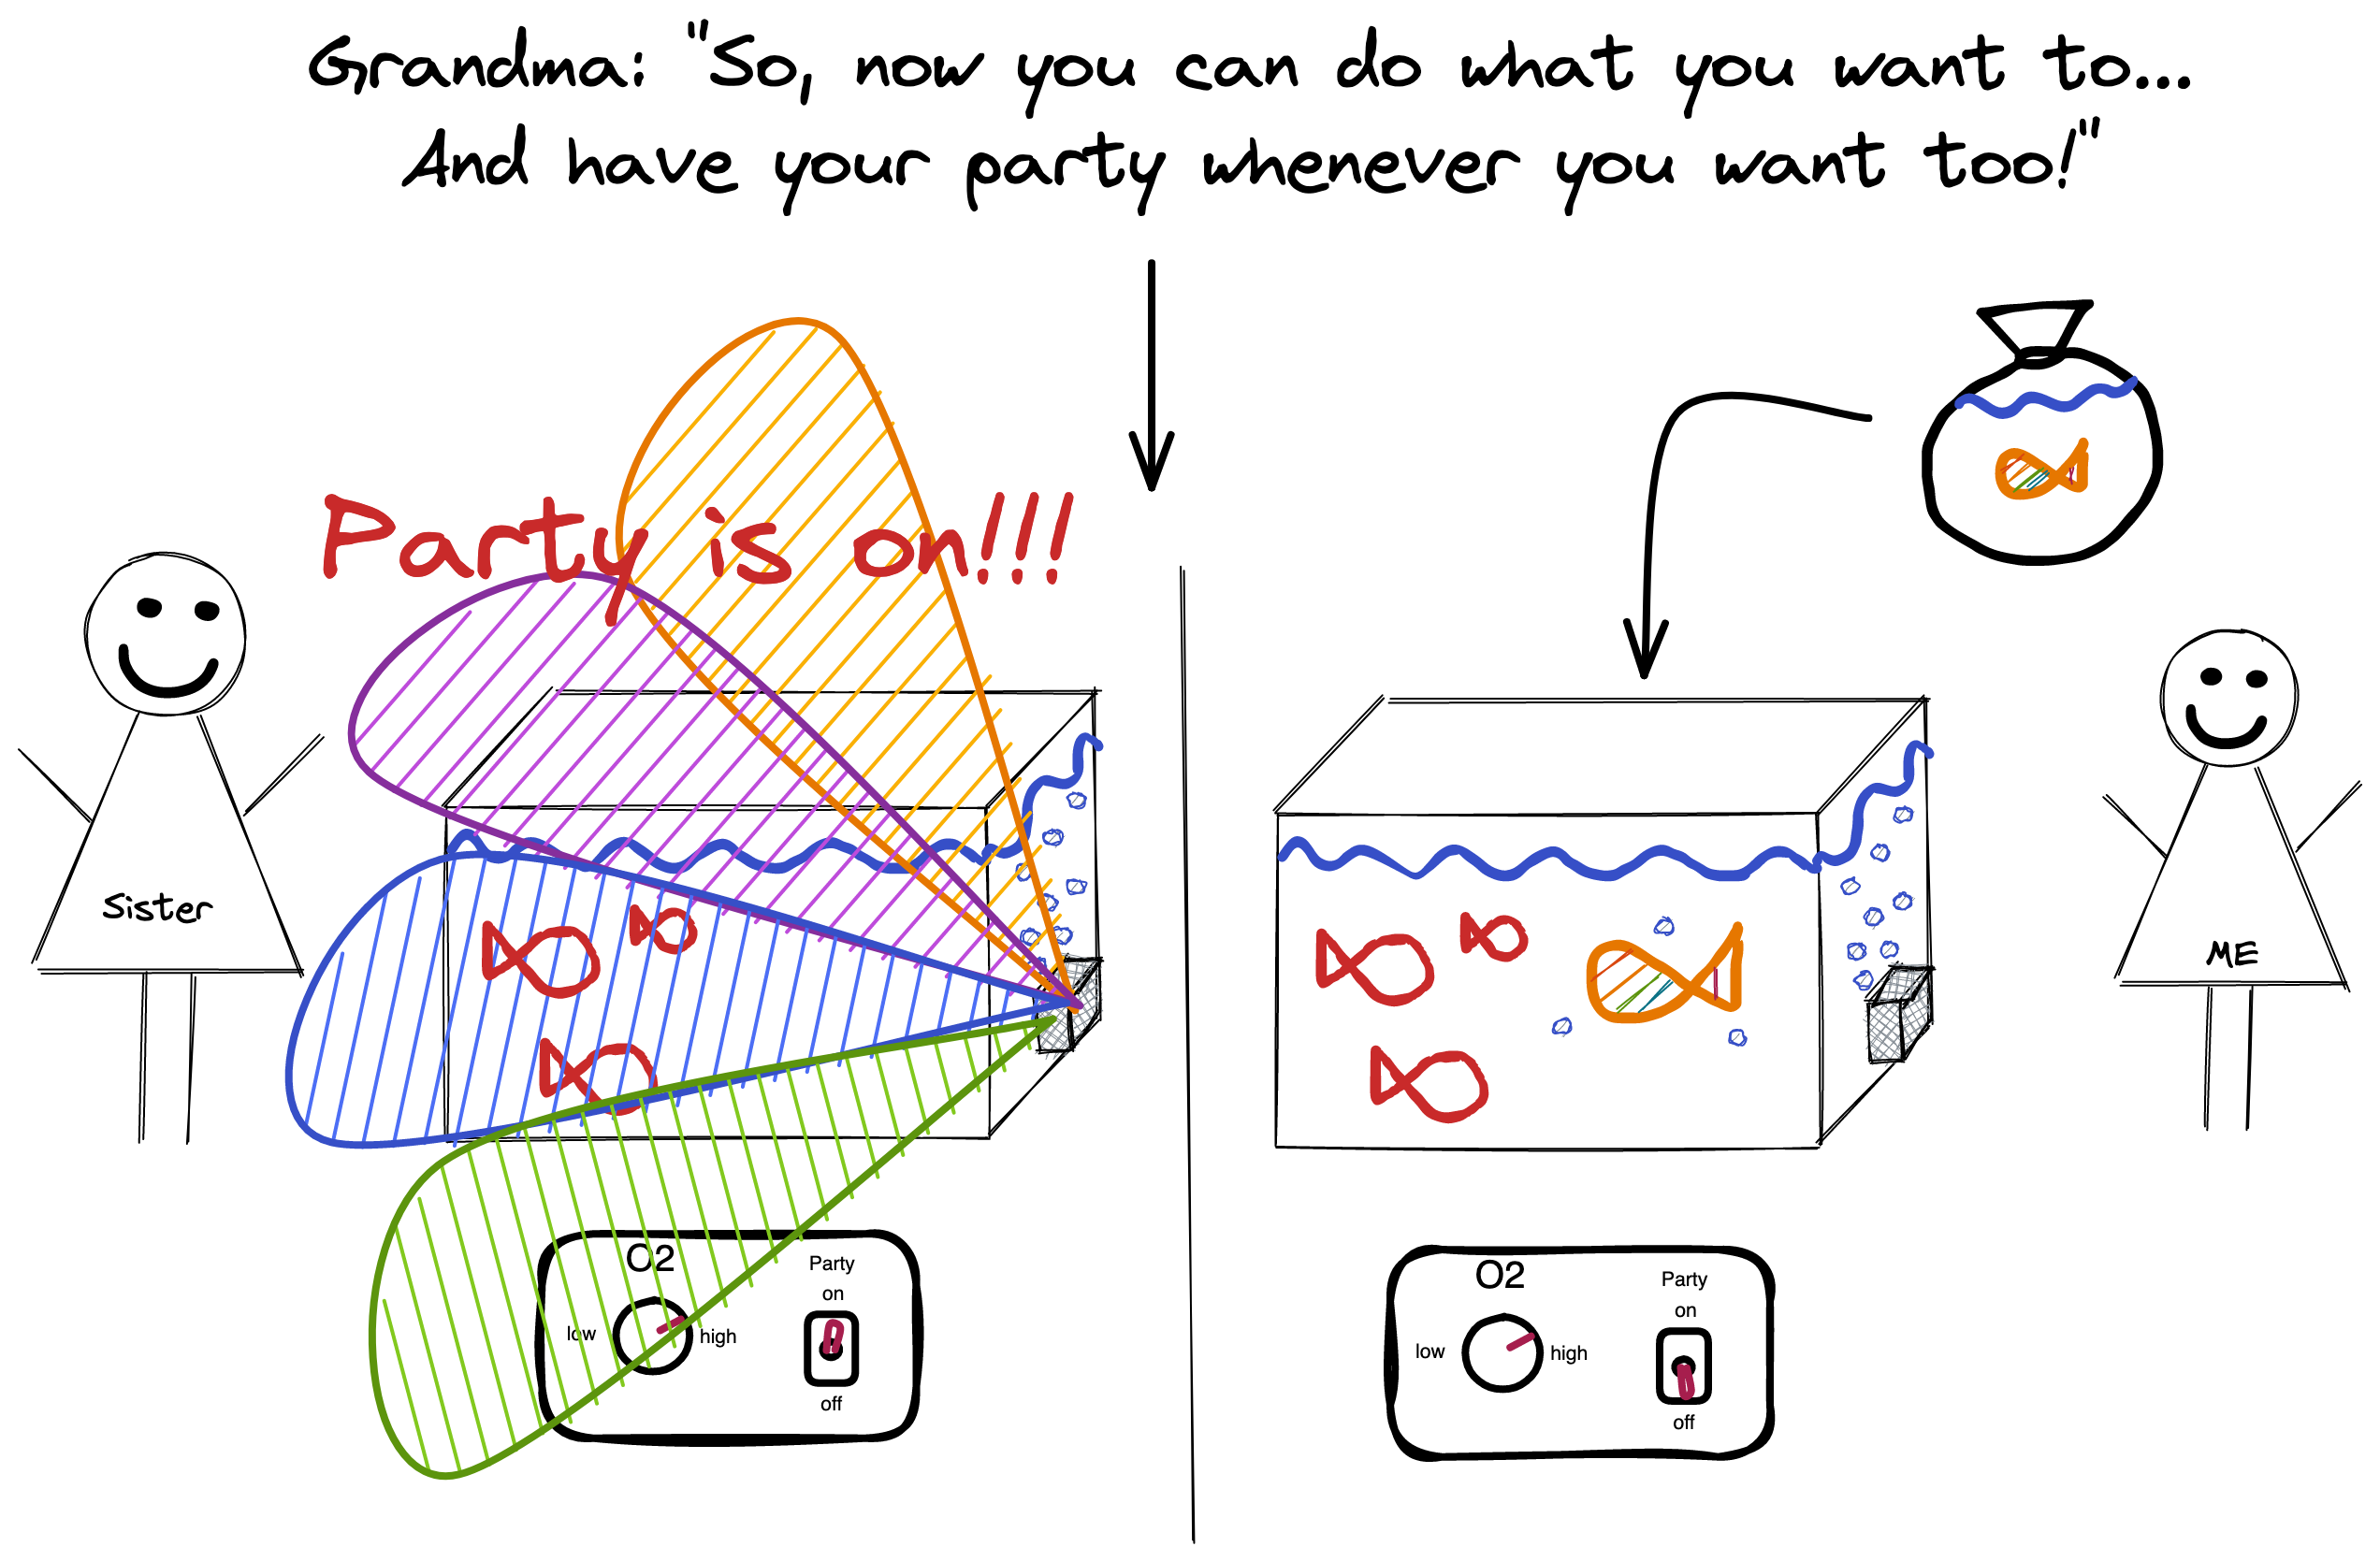 Grandma: "So, now you can do what you want to...
And have your party whenever you want too!"
Party is on!!!
Sister
ME
O2
low
high
Party
on
off
O2
low
high
Party
on
off